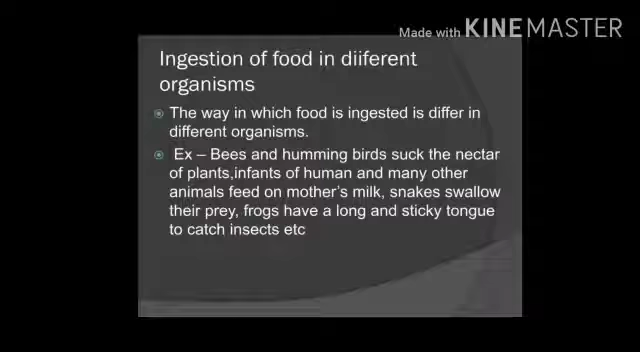 Made with KINEMASTER
Ingestion of food in diiferent
organisms
The way in which food is ingested is differ in
different organisms.
Ex – Bees and humming birds suck the nectar
of plants,infants of human and many other
animals feed on mother's milk, snakes swallow
their prey, frogs have a long and sticky tongue
to catch insects etc